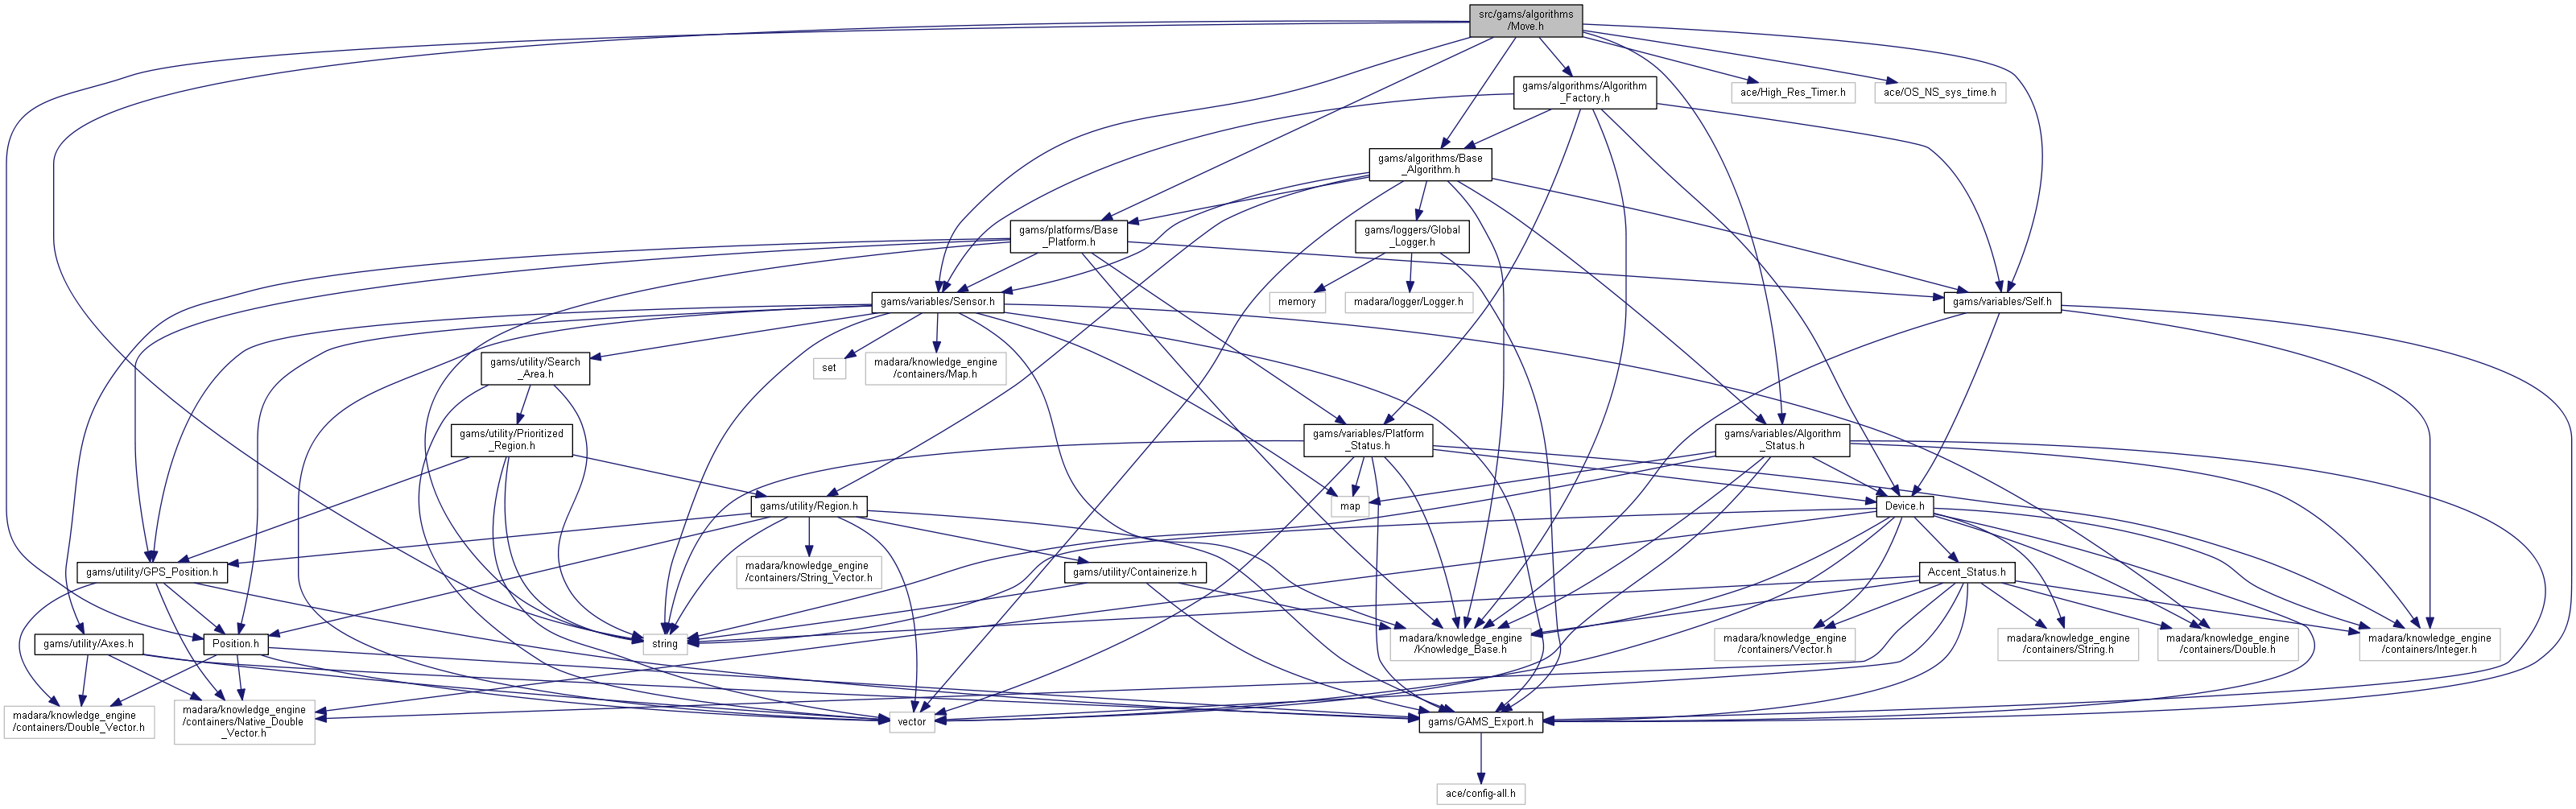 src/gams/algorithms
/Move.h
gams/algorithms/Algorithm
_Factory.h
ace/High_Res_Timer.h
ace/OS_NS_sys_time.h
gams/algorithms/Base
_Algorithm.h
gams/platforms/Base
_Platform.h
gams/loggers/Global
_Logger.h
gams/variables/Sensor.h
memory
madara/logger/Logger.h
gams/variables/Self.h
gams/utility/Search
_Area.h
set
madara/knowledge_engine
/containers/Map.h
gams/utility/Prioritized
_Region.h
gams/variables/Platform
_Status.h
gams/variables/Algorithm
_Status.h
gams/utility/Region.h
map
Device.h
gams/utility/GPS_Position.h
madara/knowledge_engine
/containers/String_Vector.h
gams/utility/Containerize.h
Accent_Status.h
gams/utility/Axes.h
Position.h
string
madara/knowledge_engine
/Knowledge_Base.h
madara/knowledge_engine
/containers/Vector.h
madara/knowledge_engine
/containers/String.h
madara/knowledge_engine
/containers/Double.h
madara/knowledge_engine
/containers/Integer.h
madara/knowledge_engine
/containers/Double_Vector.h
madara/knowledge_engine
/containers/Native_Double
_Vector.h
vector
gams/GAMS_Export.h
ace/config-all.h